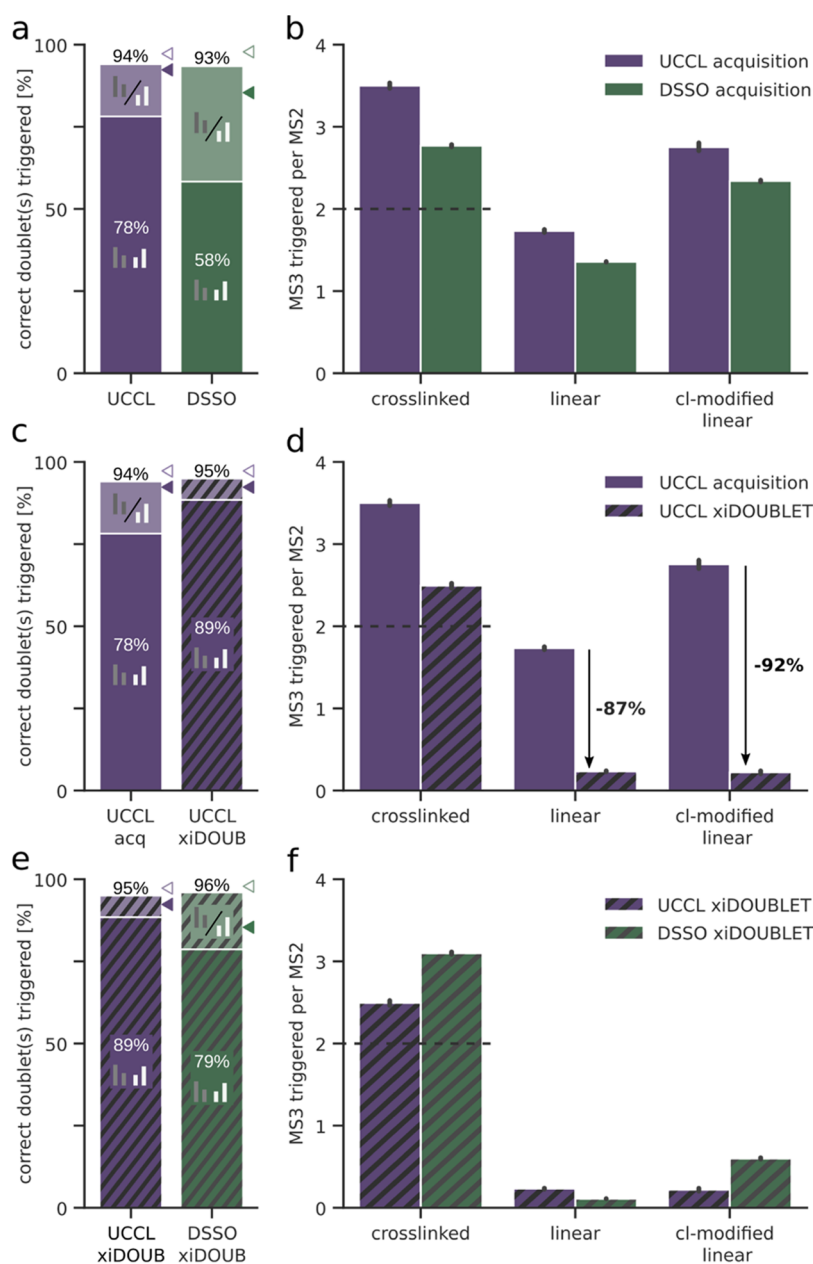 a
correct doublet(s) triggered [%]
100
50
0
94%
93%
78%
58%
UCCL
DSSO
b
MS3 triggered per MS2
4
3
2
1
0
UCCL acquisition
DSSO acquisition
crosslinked
linear
cl-modified
linear
c
correct doublet(s) triggered [%]
100
50
0
94%
95%
78%
89%
UCCL
acq
UCCL
xiDOUB
d
MS3 triggered per MS2
4
3
2
1
0
UCCL acquisition
UCCL xiDOUBLET
-87%
-92%
crosslinked
linear
cl-modified
linear
e
correct doublet(s) triggered [%]
100
50
0
95%
96%
89%
79%
UCCL
xiDOUB
DSSO
xiDOUB
f
MS3 triggered per MS2
4
3
2
1
0
UCCL xiDOUBLET
DSSO xiDOUBLET
crosslinked
linear
cl-modified
linear